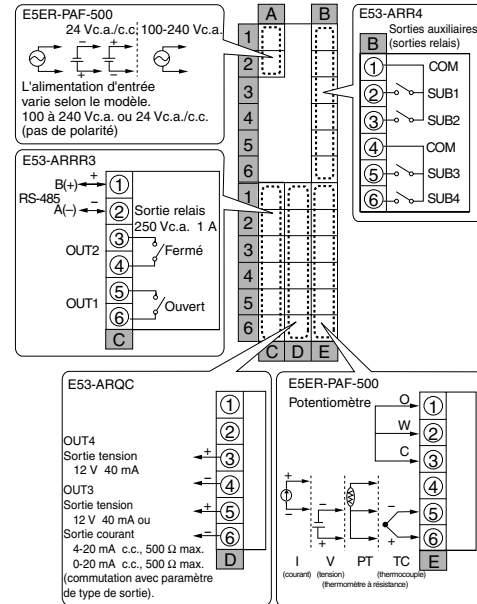 E5ER-PAF-500
24 Vc.a./c.c. 100-240 Vc.a.
− + +
+ −
L'alimentation d'entrée
varie selon le modèle.
100 à 240 Vc.a. ou 24 Vc.a./c.c.
(pas de polarité)
A B
1
2
3
4
5
6
1
2
3
4
5
6
C D E
E53-ARR4
Sorties auxiliaires
(sorties relais)
B
1 COM
2 SUB1
3 SUB2
4 COM
5 SUB3
6 SUB4
E53-ARRR3
B(+) + 1
RS-485
A(−) − 2
Sortie relais
250 Vc.a. 1 A
OUT2
3
Fermé
4
OUT1
5
Ouvert
6
C
E53-ARQC
1
2
OUT4
Sortie tension + 3
12 V 40 mA
− 4
OUT3
Sortie tension + 5
12 V 40 mA ou
Sortie courant − 6
4-20 mA c.c., 500 Ω max.
0-20 mA c.c., 500 Ω max.
(commutation avec paramètre
de type de sortie).
D
E5ER-PAF-500
Potentiomètre
O 1
W 2
C 3
4
5
6
+ −
− +
− +
I V PT TC
(courant) (tension) (thermocouple)
(thermomètre à résistance)
E